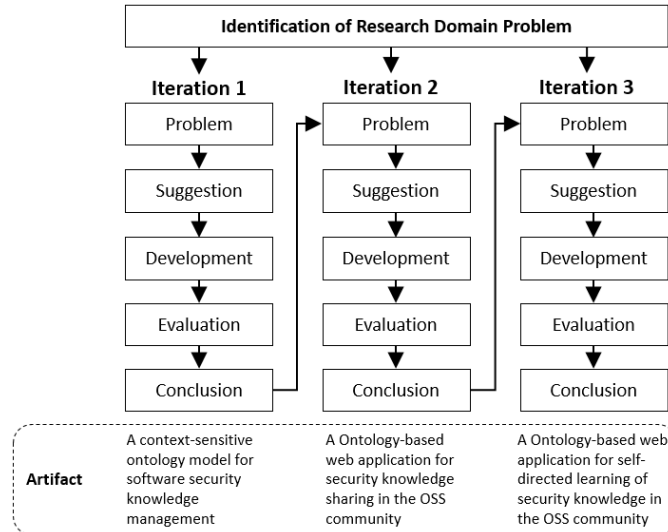 Identification of Research Domain Problem
Iteration 1
Problem
Suggestion
Development
Evaluation
Conclusion
Iteration 2
Problem
Suggestion
Development
Evaluation
Conclusion
Iteration 3
Problem
Suggestion
Development
Evaluation
Conclusion
Artifact
A context-sensitive
ontology model for
software security
knowledge
management
A Ontology-based
web application for
security knowledge
sharing in the OSS
community
A Ontology-based web
application for self-
directed learning of
security knowledge in
the OSS community